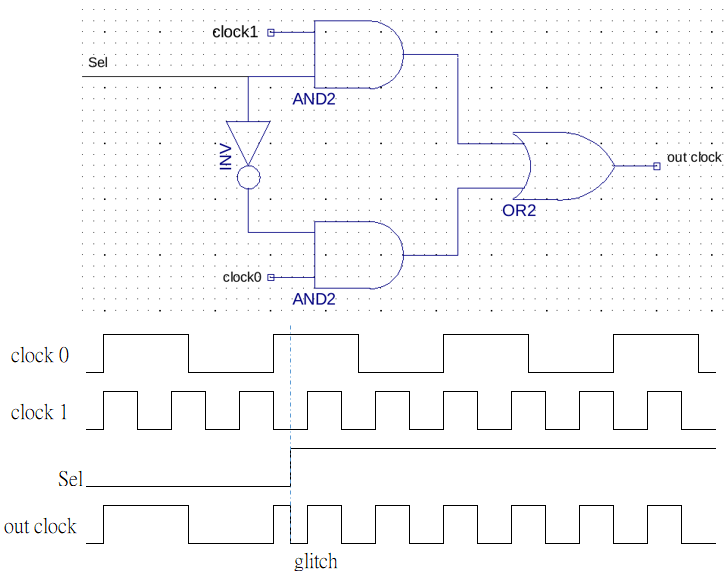 clock1
Sel
AND2
INV
out clock
OR2
clock0
AND2
clock 0
clock 1
Sel
out clock
glitch